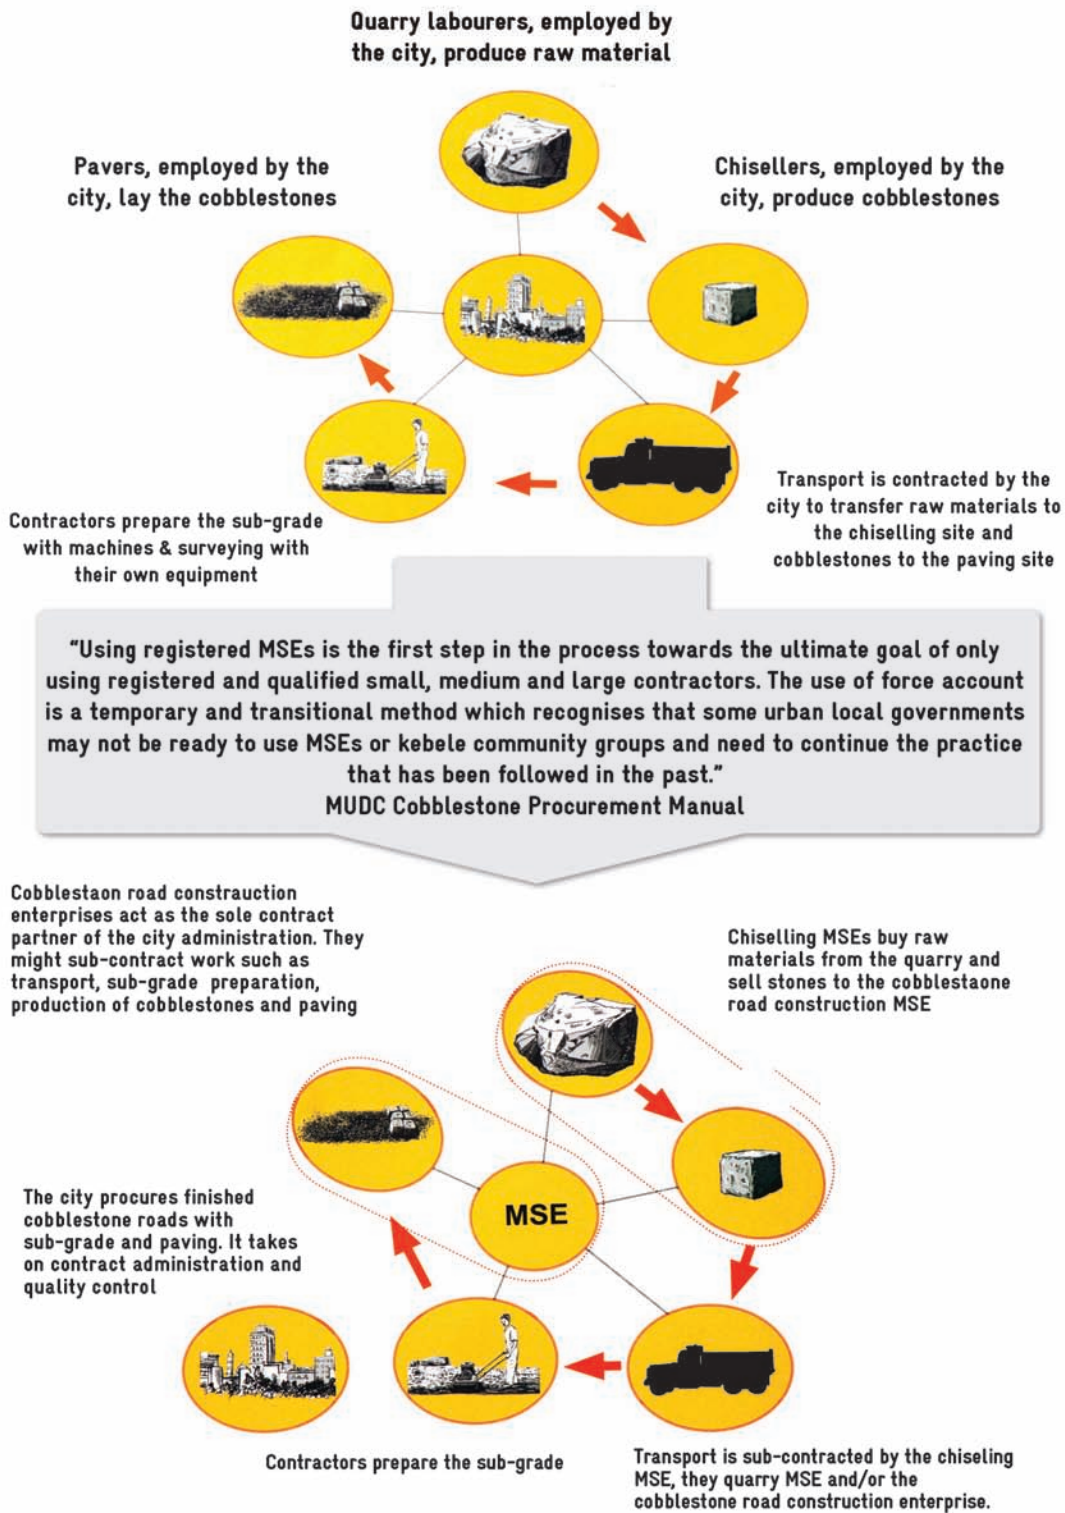 Quarry labourers, employed by
the city, produce raw material
Pavers, employed by the
city, lay the cobblestones
Chisellers, employed by the
city, produce cobblestones
Contractors prepare the sub-grade
with machines & surveying with
their own equipment
Transport is contracted by the
city to transfer raw materials to
the chiselling site and
cobblestones to the paving site
“Using registered MSEs is the first step in the process towards the ultimate goal of only
using registered and qualified small, medium and large contractors. The use of force account
is a temporary and transitional method which recognises that some urban local governments
may not be ready to use MSEs or kebele community groups and need to continue the practice
that has been followed in the past.”
MUDC Cobblestone Procurement Manual
Cobblestaon road constrauction
enterprises act as the sole contract
partner of the city administration. They
might sub-contract work such as
transport, sub-grade preparation,
production of cobblestones and paving
Chiselling MSEs buy raw
materials from the quarry and
sell stones to the cobblestaone
road construction MSE
The city procures finished
cobblestone roads with
sub-grade and paving. It takes
on contract administration and
quality control
MSE
Contractors prepare the sub-grade
Transport is sub-contracted by the chiseling
MSE, they quarry MSE and/or the
cobblestone road construction enterprise.